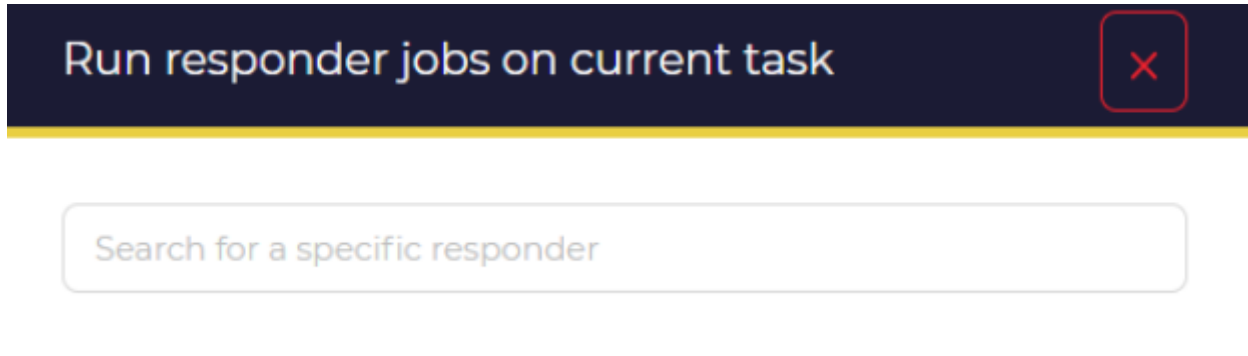 Run responder jobs on current task
Search for a specific responder